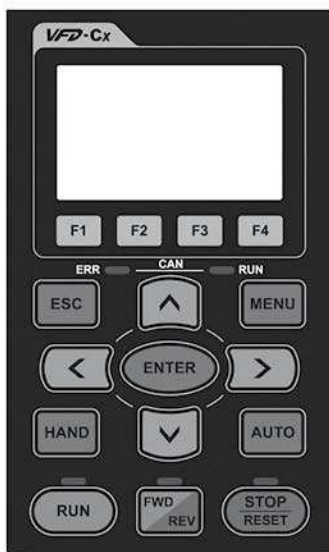 VFD-Cx
F1 F2 F3 F4
ERR CAN RUN
ESC MENU
ENTER
HAND AUTO
RUN FWD REV STOP RESET